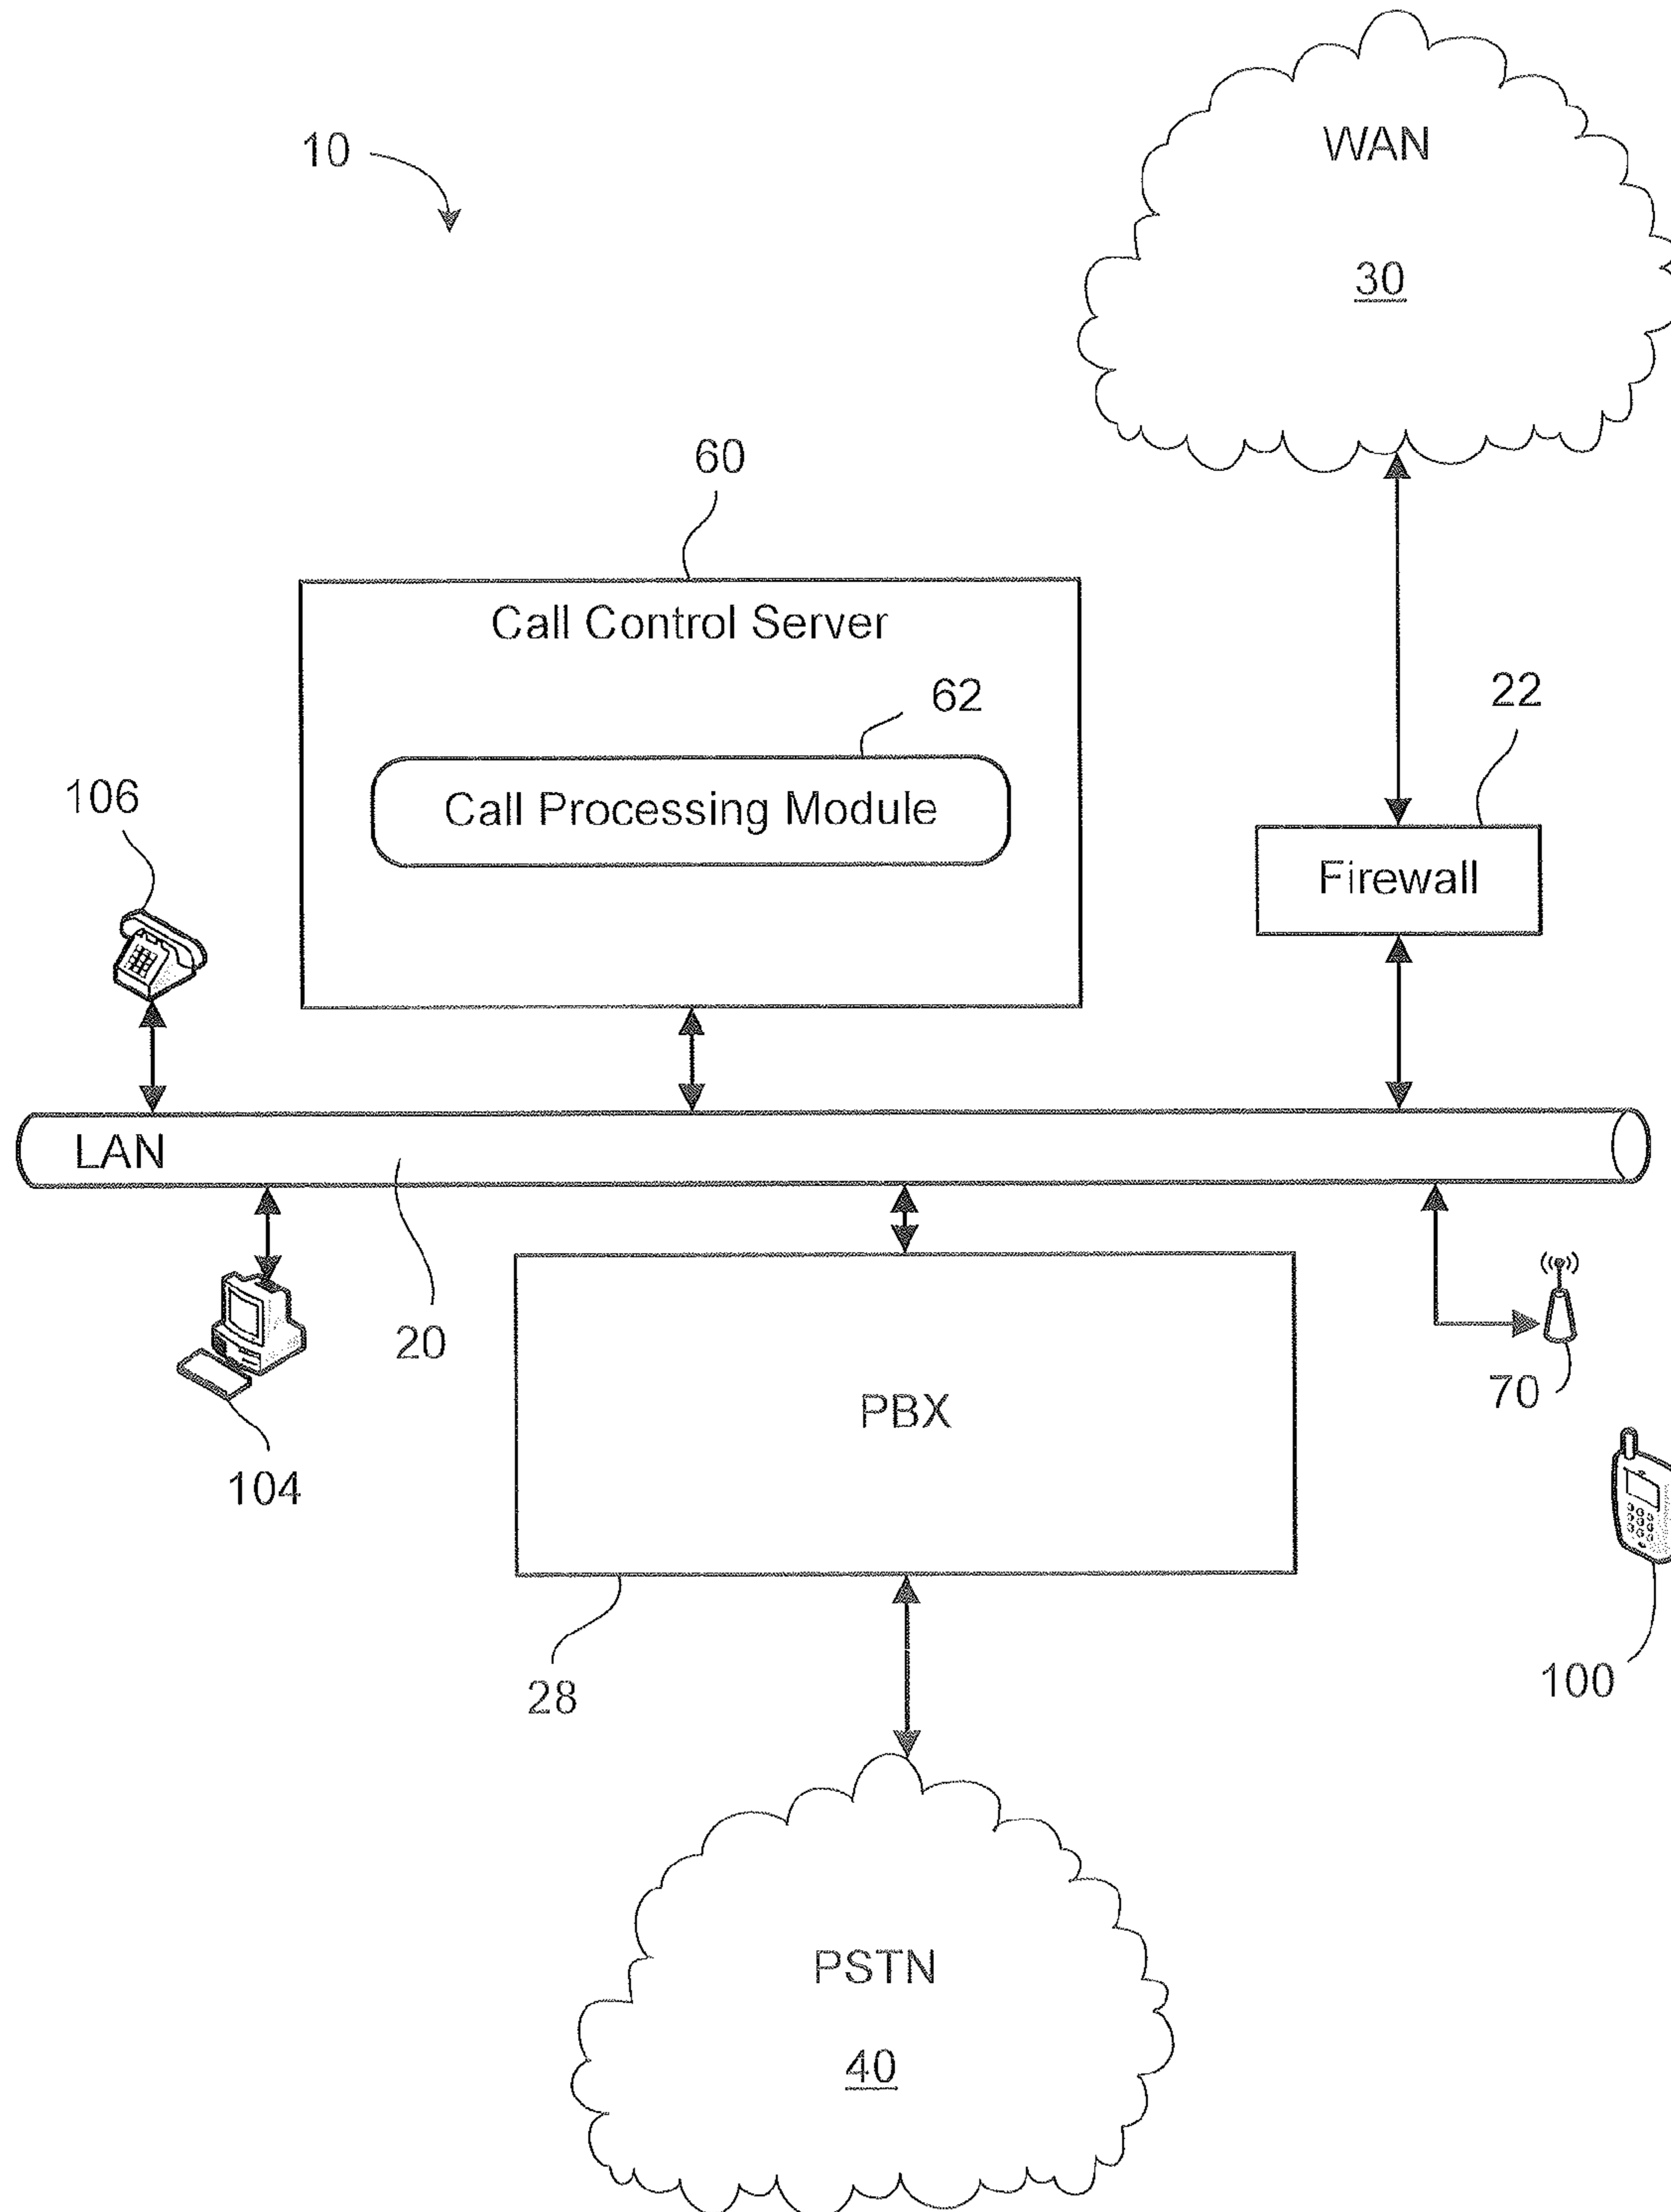 10
WAN
30
60
Call Control Server
62
Call Processing Module
22
Firewall
106
LAN
20
104
PBX
70
28
100
PSTN
40